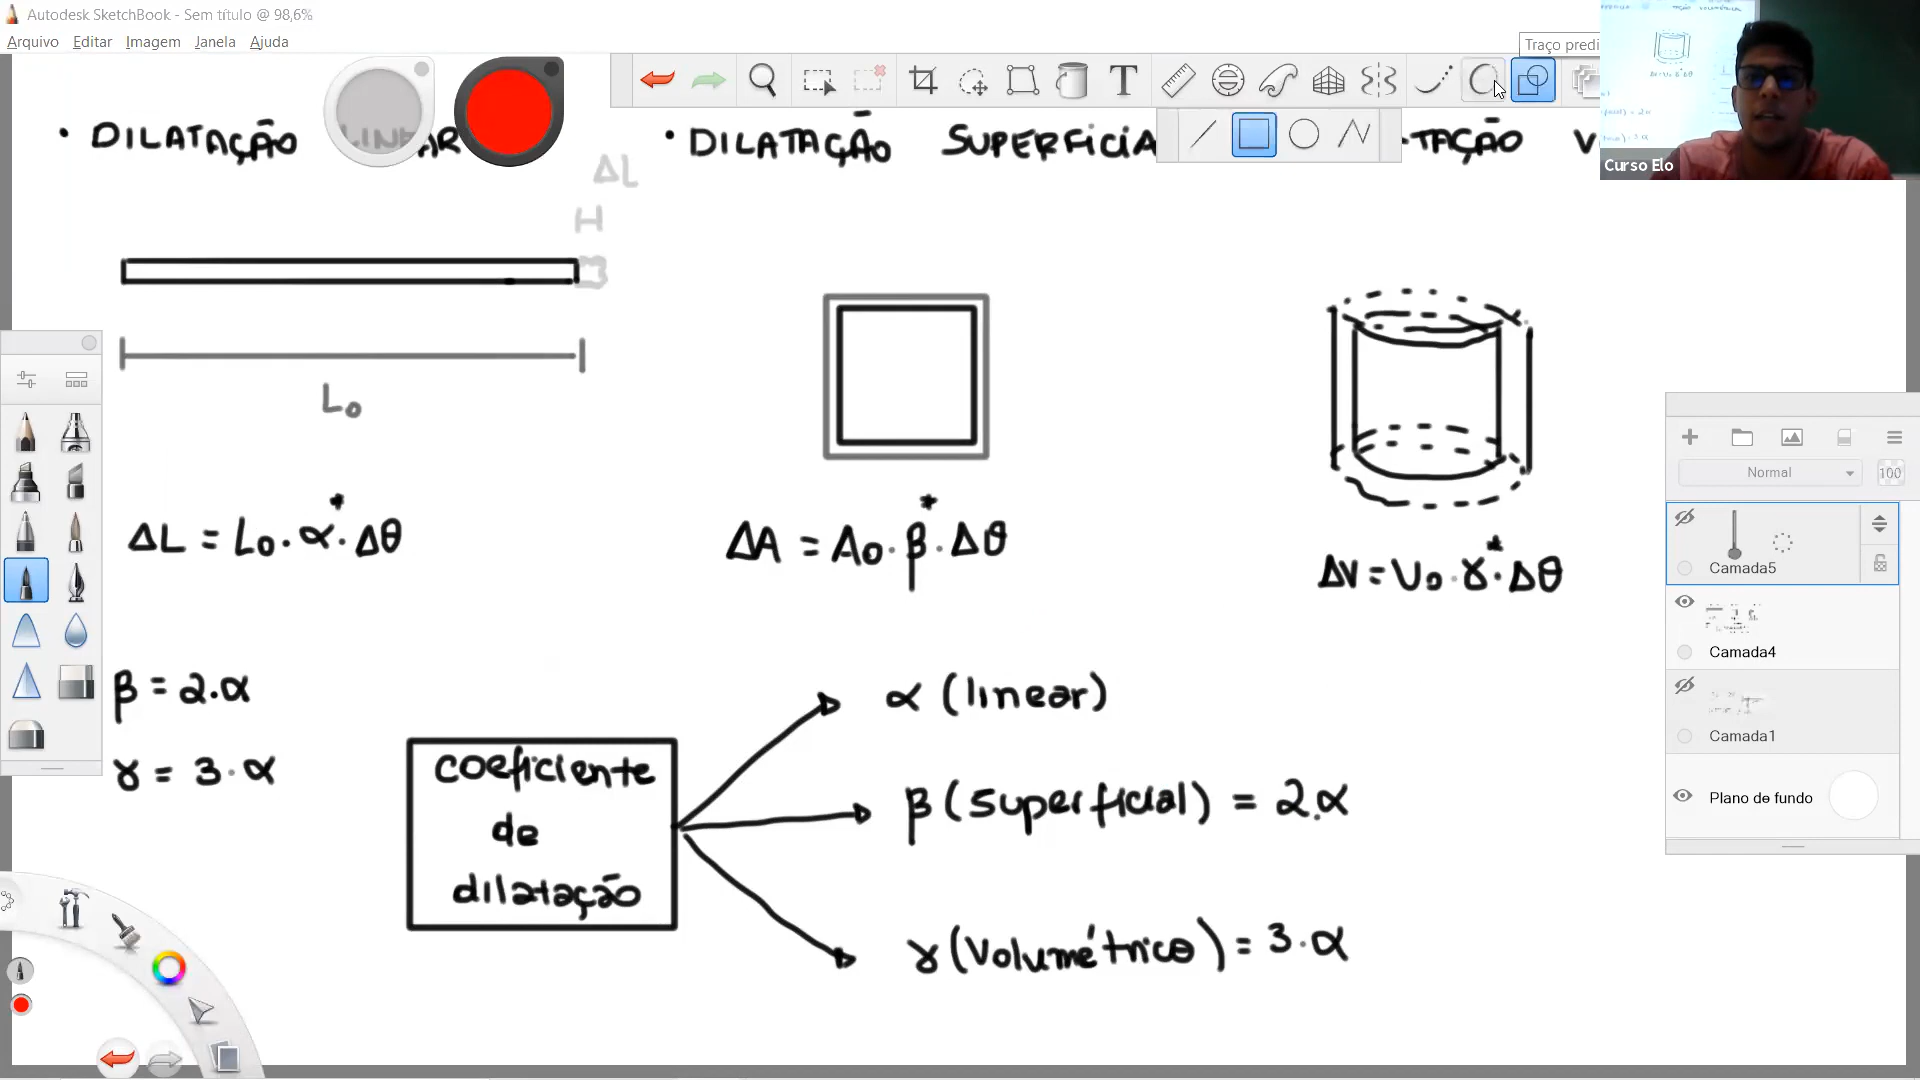 Autodesk SketchBook - Sem título @ 98,6%
Arquivo Editar Imagem Janela Ajuda
Traço predi
T
Curso Elo
• DILATAÇÃO LINEAR
• DILATAÇÃO SUPERFICIA
TAÇÃO V
ΔL
H
L₀
ΔL = L₀ . α* . Δθ
ΔA = A₀ . β* . Δθ
ΔV = V₀ . γ* . Δθ
β = 2.α
γ = 3.α
coeficiente
de
dilatação
α (linear)
β (superficial) = 2.α
γ (volumétrico) = 3.α
Normal
100
Camada5
Camada4
Camada1
Plano de fundo